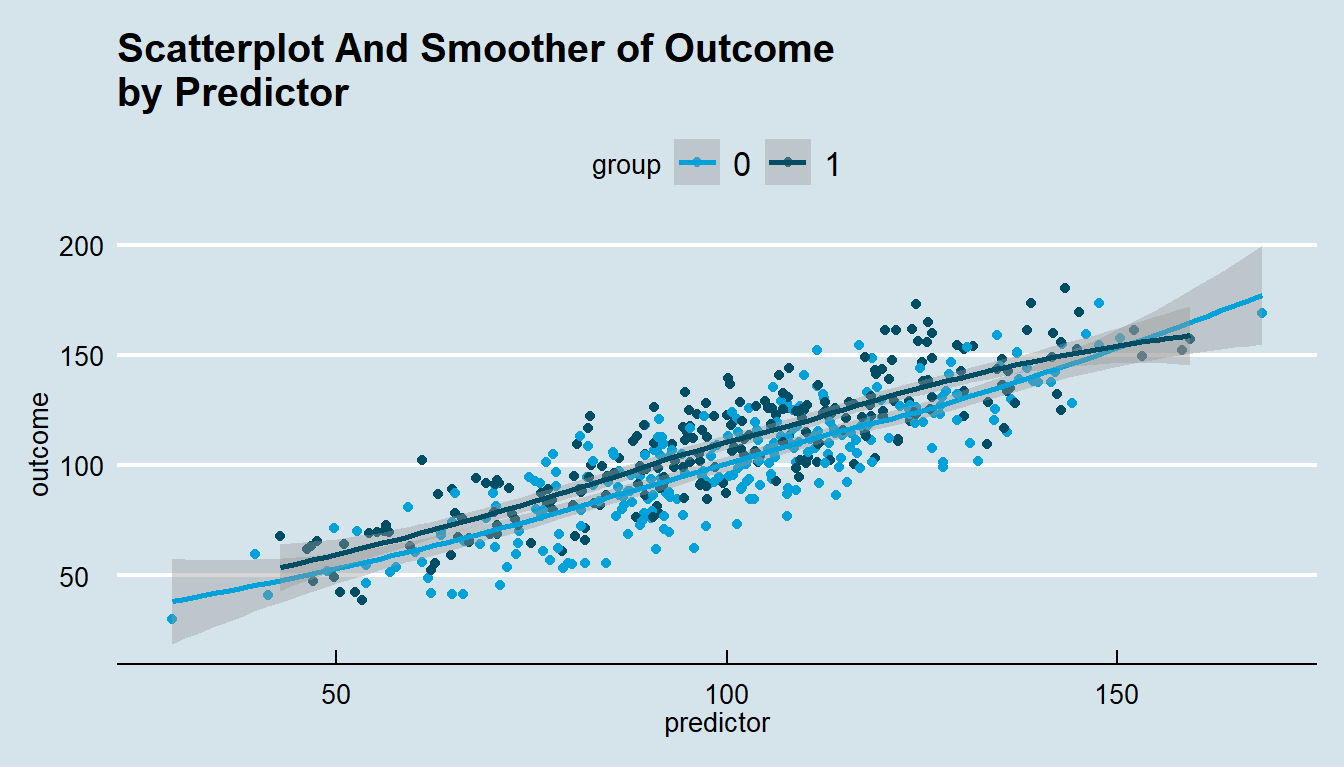 Scatterplot And Smoother of Outcome
by Predictor
group 0 1
200
150
100
50
outcome
50 100 150
predictor